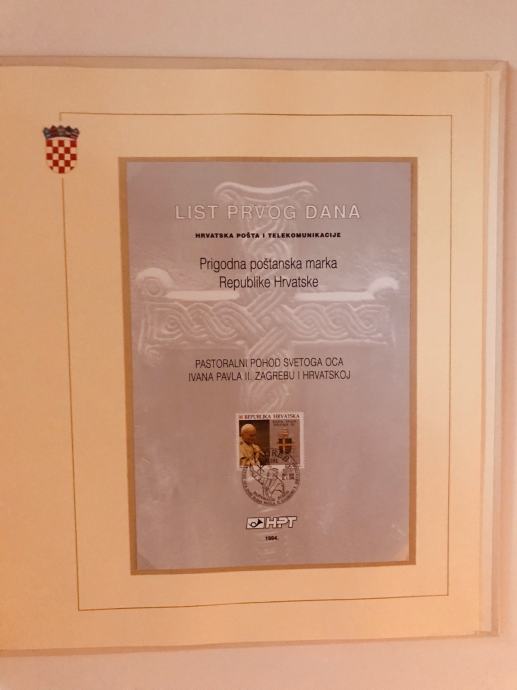 LIST PRVOG DANA
HRVATSKA POŠTA I TELEKOMUNIKACIJE
Prigodna poštanska marka
Republike Hrvatske
PASTORALNI POHOD SVETOGA OCA
IVANA PAVLA II. ZAGREBU I HRVATSKOJ
REPUBLIKA HRVATSKA
HPT
1994.